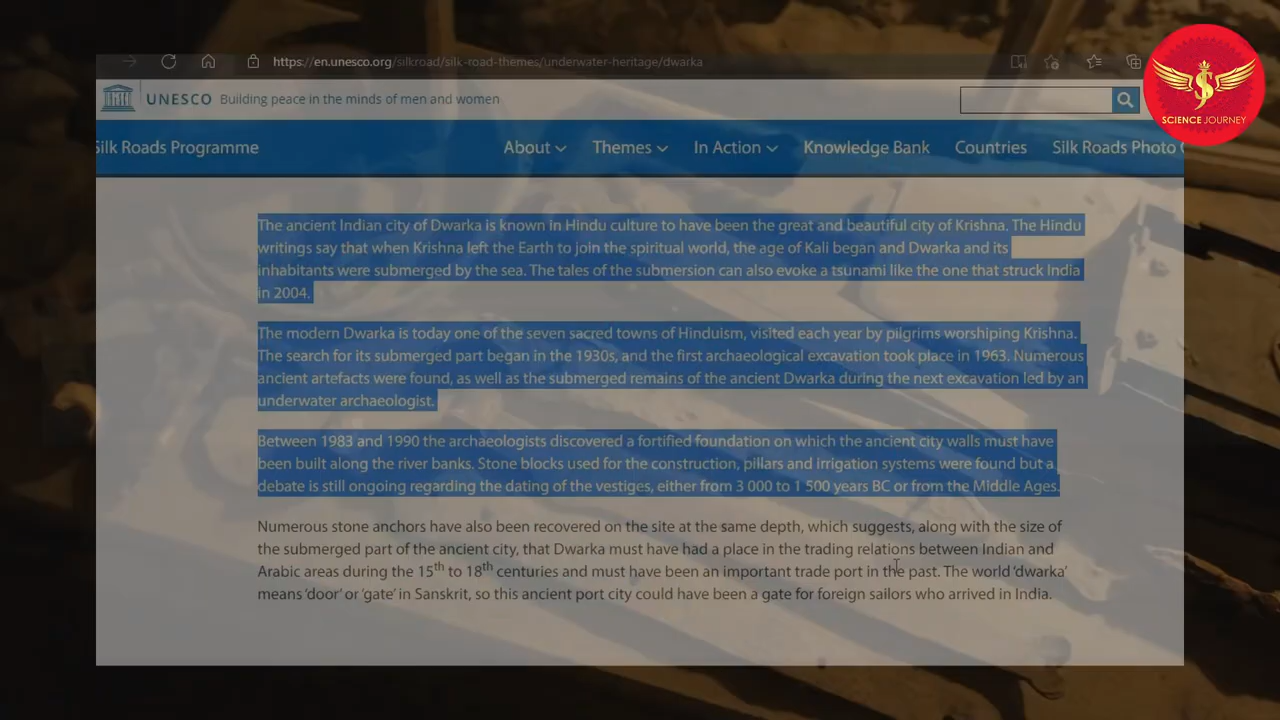 https://en.unesco.org/silkroad/silk-road-themes/underwater-heritage/dwarka
UNESCO Building peace in the minds of men and women
SCIENCE JOURNEY
Silk Roads Programme About Themes In Action Knowledge Bank Countries Silk Roads Photo
The ancient Indian city of Dwarka is known in Hindu culture to have been the great and beautiful city of Krishna. The Hindu
writings say that when Krishna left the Earth to join the spiritual world, the age of Kali began and Dwarka and its
inhabitants were submerged by the sea. The tales of the submersion can also evoke a tsunami like the one that struck India
in 2004.
The modern Dwarka is today one of the seven sacred towns of Hinduism, visited each year by pilgrims worshiping Krishna.
The search for its submerged part began in the 1930s, and the first archaeological excavation took place in 1963. Numerous
ancient artefacts were found, as well as the submerged remains of the ancient Dwarka during the next excavation led by an
underwater archaeologist.
Between 1983 and 1990 the archaeologists discovered a fortified foundation on which the ancient city walls must have
been built along the river banks. Stone blocks used for the construction, pillars and irrigation systems were found but a
debate is still ongoing regarding the dating of the vestiges, either from 3 000 to 1 500 years BC or from the Middle Ages.
Numerous stone anchors have also been recovered on the site at the same depth, which suggests, along with the size of
the submerged part of the ancient city, that Dwarka must have had a place in the trading relations between Indian and
Arabic areas during the 15th to 18th centuries and must have been an important trade port in the past. The world ‘dwarka’
means ‘door’ or ‘gate’ in Sanskrit, so this ancient port city could have been a gate for foreign sailors who arrived in India.